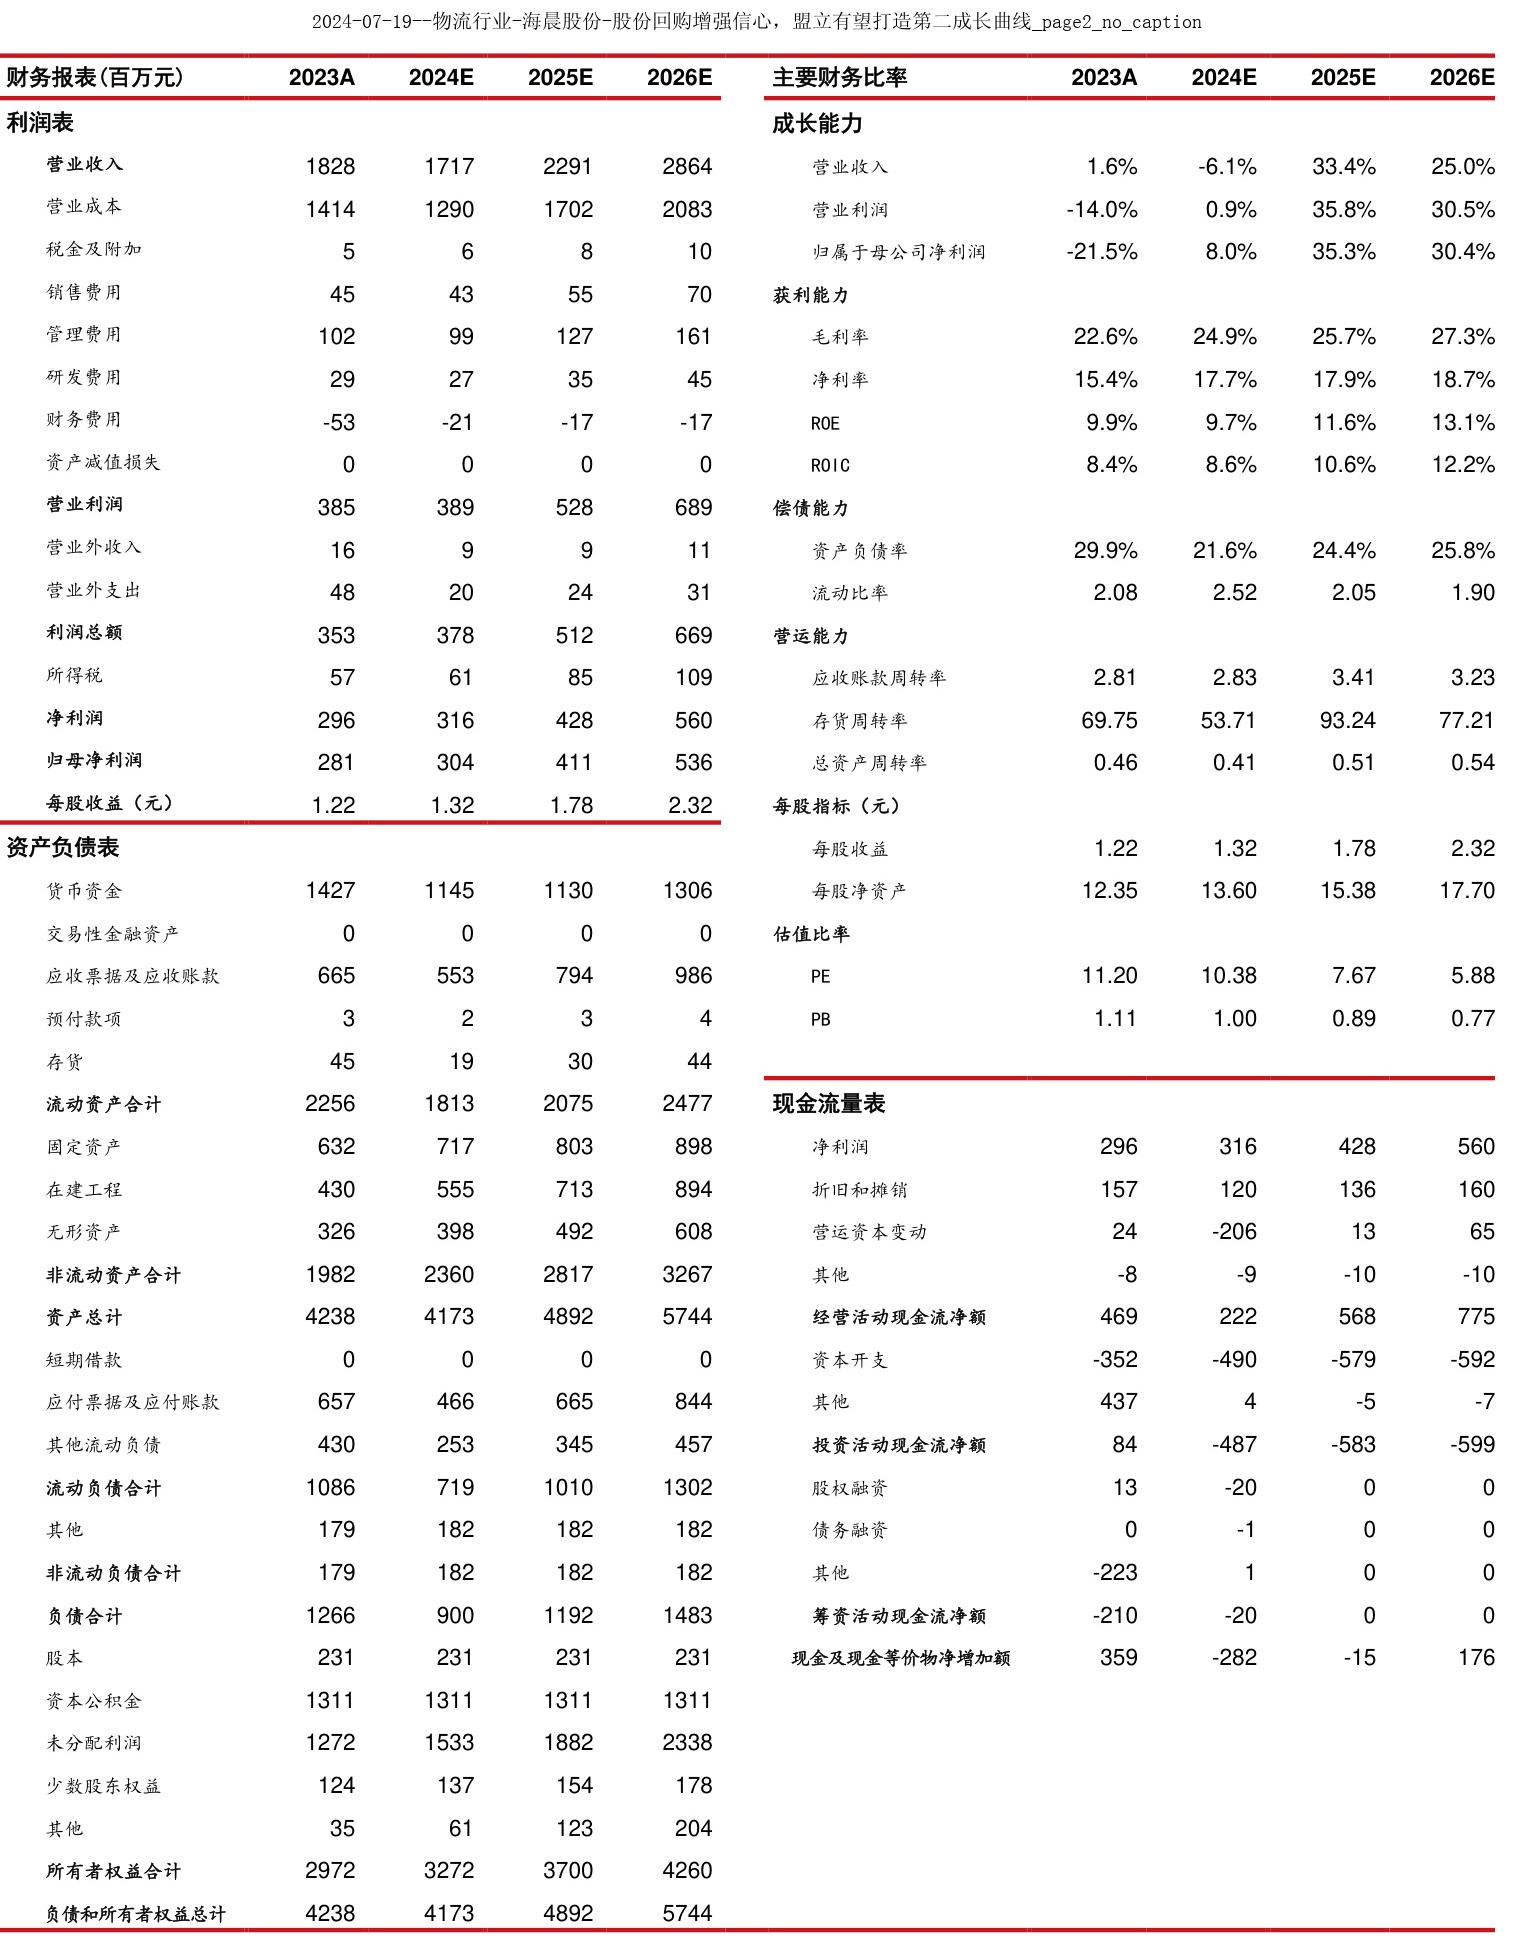 2024-07-19--物流行业-海晨股份-股份回购增强信心，盟立有望打造第二成长曲线_page2_no_caption
财务报表(百万元) 2023A 2024E 2025E 2026E
利润表
营业收入 1828 1717 2291 2864
营业成本 1414 1290 1702 2083
税金及附加 5 6 8 10
销售费用 45 43 55 70
管理费用 102 99 127 161
研发费用 29 27 35 45
财务费用 -53 -21 -17 -17
资产减值损失 0 0 0 0
营业利润 385 389 528 689
营业外收入 16 9 9 11
营业外支出 48 20 24 31
利润总额 353 378 512 669
所得税 57 61 85 109
净利润 296 316 428 560
归母净利润 281 304 411 536
每股收益（元） 1.22 1.32 1.78 2.32
资产负债表
货币资金 1427 1145 1130 1306
交易性金融资产 0 0 0 0
应收票据及应收账款 665 553 794 986
预付款项 3 2 3 4
存货 45 19 30 44
流动资产合计 2256 1813 2075 2477
固定资产 632 717 803 898
在建工程 430 555 713 894
无形资产 326 398 492 608
非流动资产合计 1982 2360 2817 3267
资产总计 4238 4173 4892 5744
短期借款 0 0 0 0
应付票据及应付账款 657 466 665 844
其他流动负债 430 253 345 457
流动负债合计 1086 719 1010 1302
其他 179 182 182 182
非流动负债合计 179 182 182 182
负债合计 1266 900 1192 1483
股本 231 231 231 231
资本公积金 1311 1311 1311 1311
未分配利润 1272 1533 1882 2338
少数股东权益 124 137 154 178
其他 35 61 123 204
所有者权益合计 2972 3272 3700 4260
负债和所有者权益总计 4238 4173 4892 5744
主要财务比率 2023A 2024E 2025E 2026E
成长能力
营业收入 1.6% -6.1% 33.4% 25.0%
营业利润 -14.0% 0.9% 35.8% 30.5%
归属于母公司净利润 -21.5% 8.0% 35.3% 30.4%
获利能力
毛利率 22.6% 24.9% 25.7% 27.3%
净利率 15.4% 17.7% 17.9% 18.7%
ROE 9.9% 9.7% 11.6% 13.1%
ROIC 8.4% 8.6% 10.6% 12.2%
偿债能力
资产负债率 29.9% 21.6% 24.4% 25.8%
流动比率 2.08 2.52 2.05 1.90
营运能力
应收账款周转率 2.81 2.83 3.41 3.23
存货周转率 69.75 53.71 93.24 77.21
总资产周转率 0.46 0.41 0.51 0.54
每股指标（元）
每股收益 1.22 1.32 1.78 2.32
每股净资产 12.35 13.60 15.38 17.70
估值比率
PE 11.20 10.38 7.67 5.88
PB 1.11 1.00 0.89 0.77
现金流量表
净利润 296 316 428 560
折旧和摊销 157 120 136 160
营运资本变动 24 -206 13 65
其他 -8 -9 -10 -10
经营活动现金流净额 469 222 568 775
资本开支 -352 -490 -579 -592
其他 437 4 -5 -7
投资活动现金流净额 84 -487 -583 -599
股权融资 13 -20 0 0
债务融资 0 -1 0 0
其他 -223 1 0 0
筹资活动现金流净额 -210 -20 0 0
现金及现金等价物净增加额 359 -282 -15 176